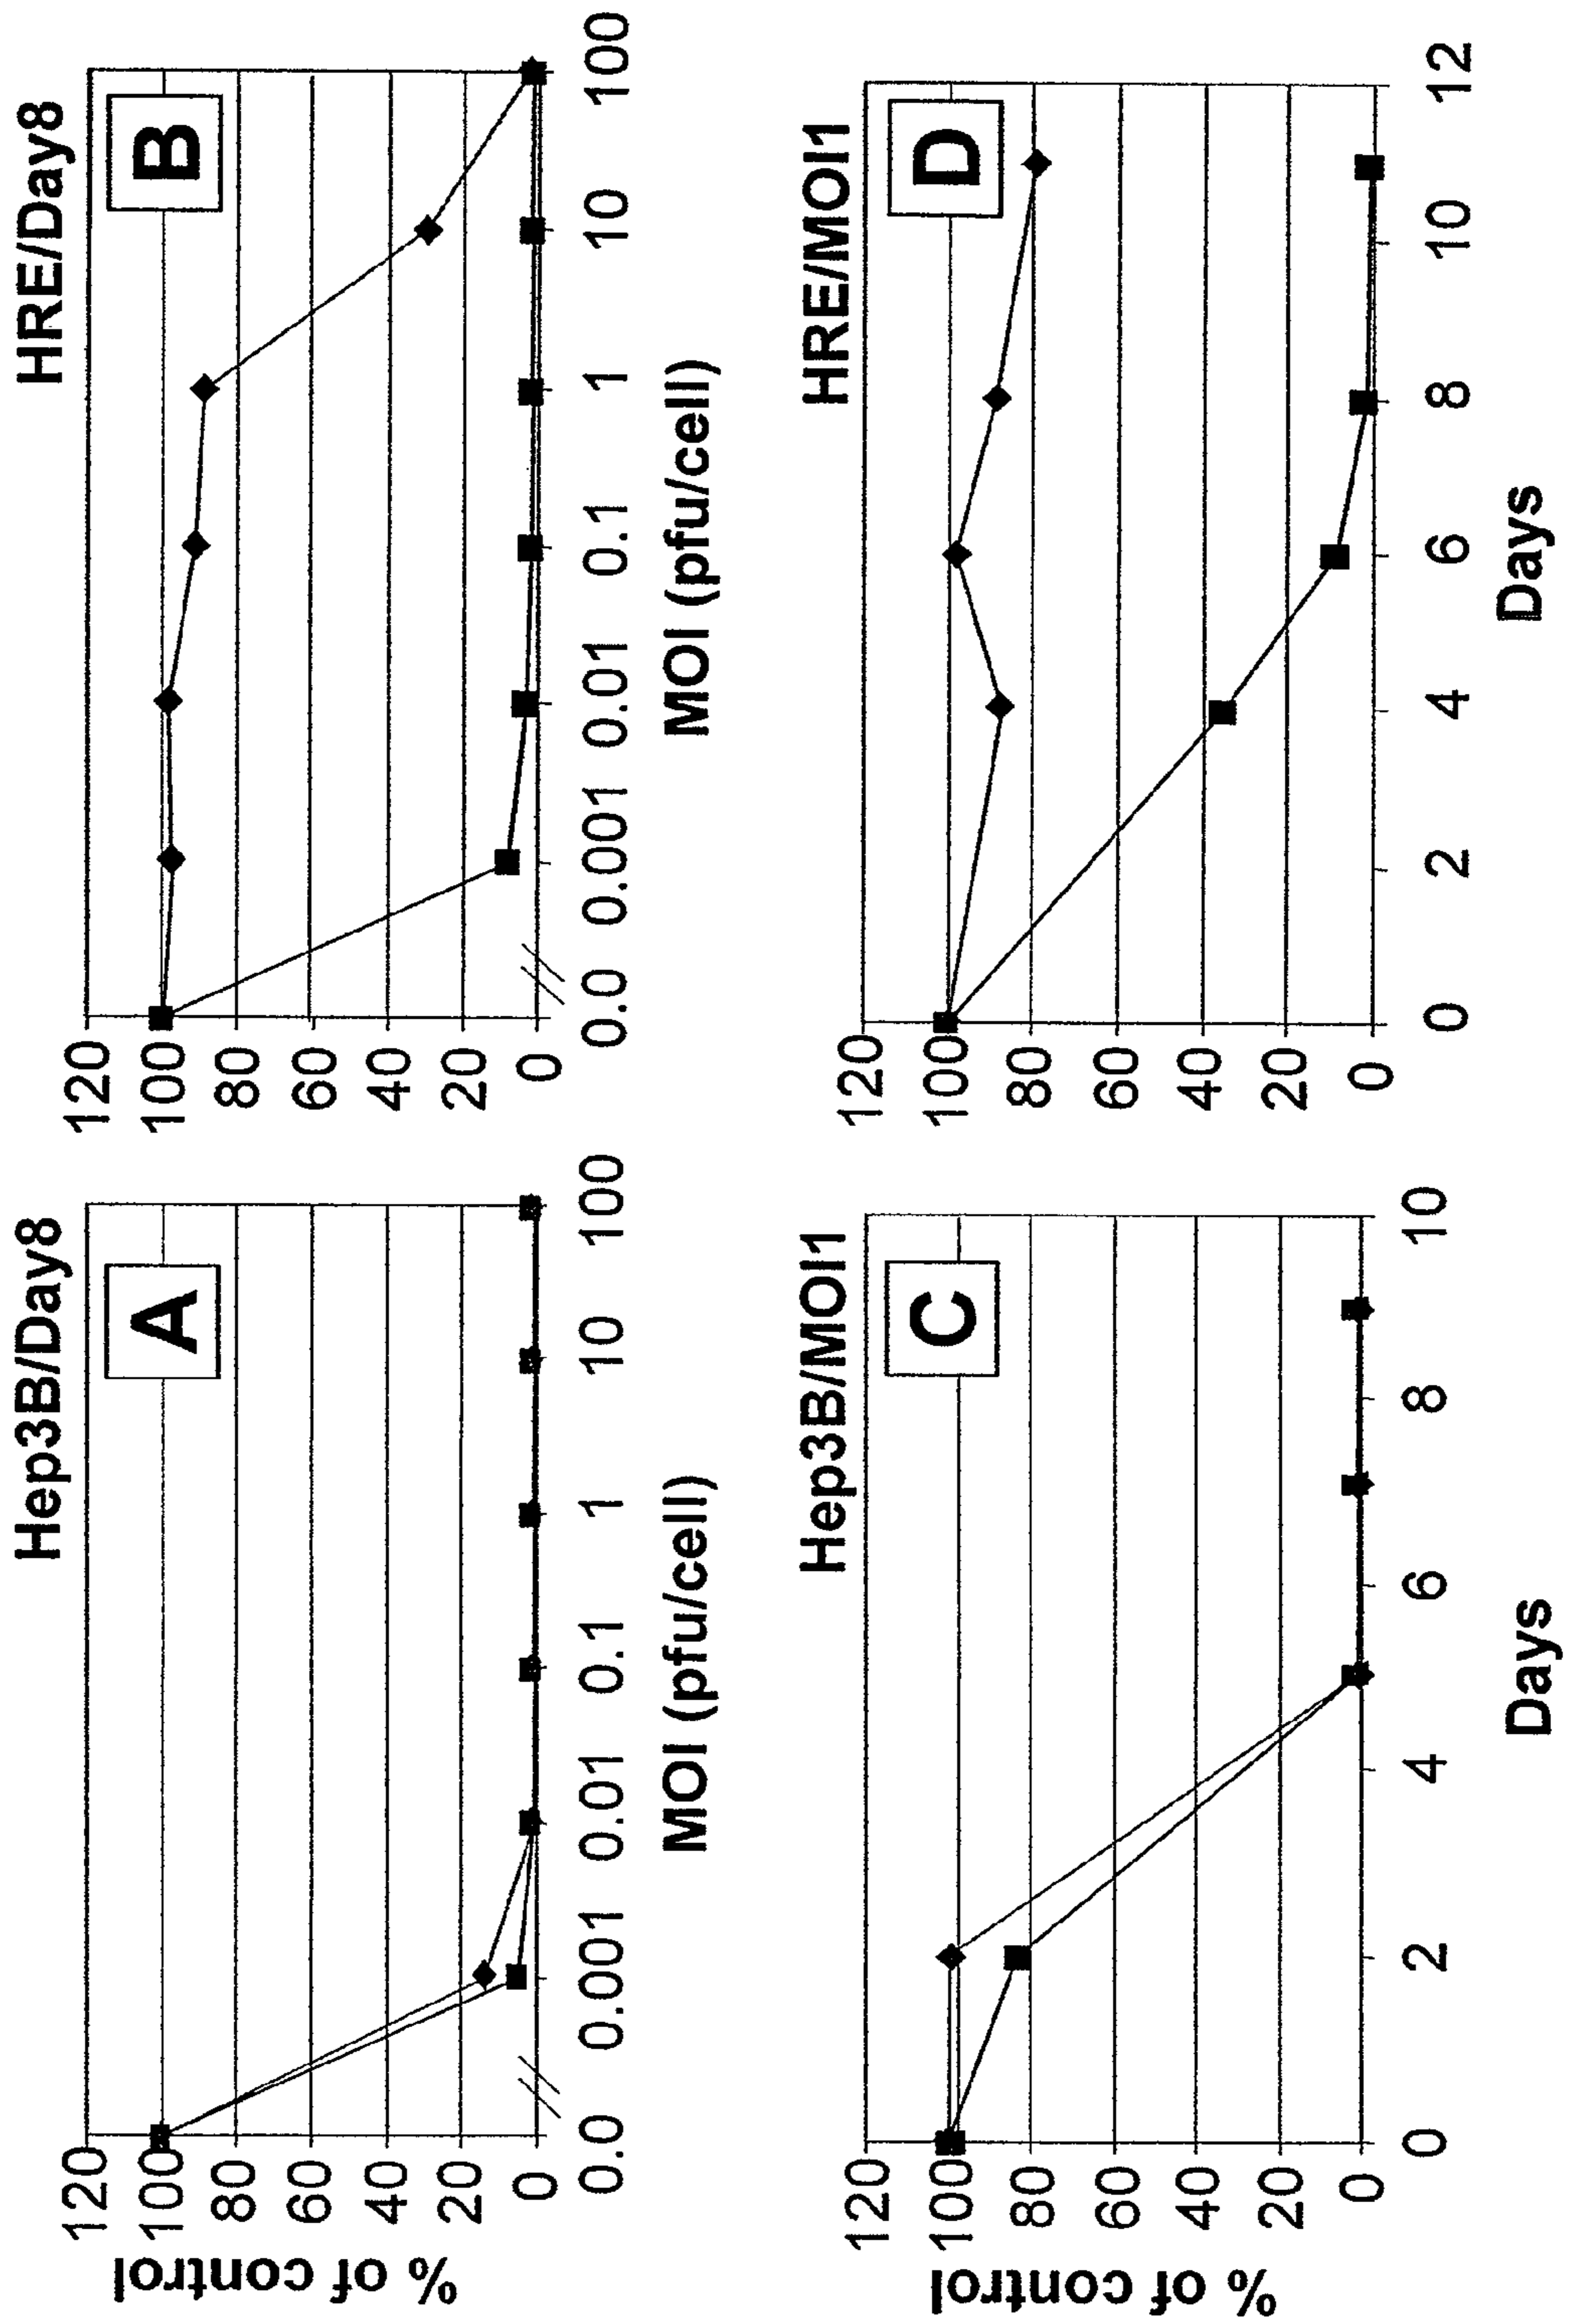 Hep3B/Day8
A
120
100
80
60
40
20
0
% of control
0.0 0.001 0.01 0.1 1 10 100
MOI (pfu/cell)
HRE/Day8
B
120
100
80
60
40
20
0
0.0 0.001 0.01 0.1 1 10 100
MOI (pfu/cell)
Hep3B/MOI1
C
120
100
80
60
40
20
0
% of control
0 2 4 6 8 10
Days
HRE/MOI1
D
120
100
80
60
40
20
0
0 2 4 6 8 10 12
Days